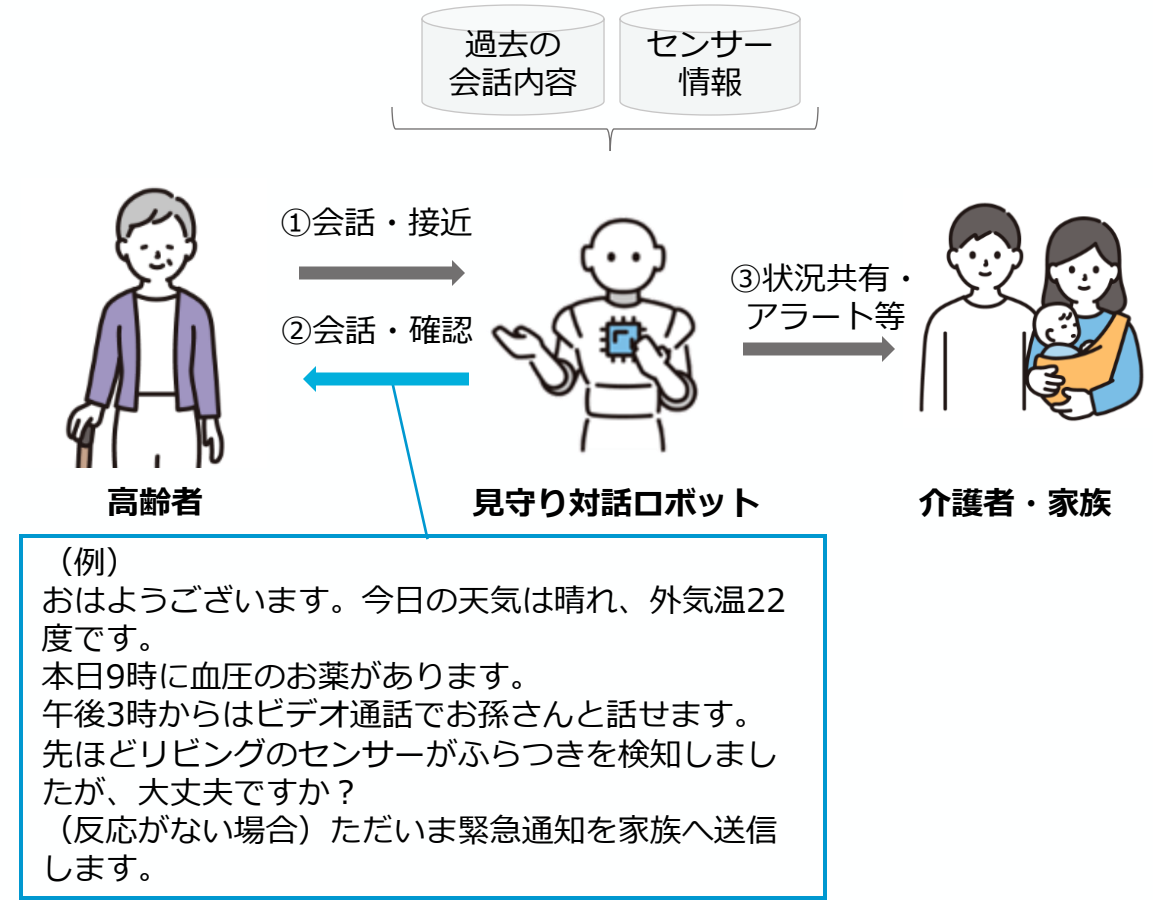 過去の
会話内容
センサー
情報
①会話・接近
②会話・確認
③状況共有・
アラート等
高齢者
見守り対話ロボット
介護者・家族
（例）
おはようございます。今日の天気は晴れ、外気温22
度です。
本日9時に血圧のお薬があります。
午後3時からはビデオ通話でお孫さんと話せます。
先ほどリビングのセンサーがふらつきを検知しまし
たが、大丈夫ですか？
（反応がない場合）ただいま緊急通知を家族へ送信
します。